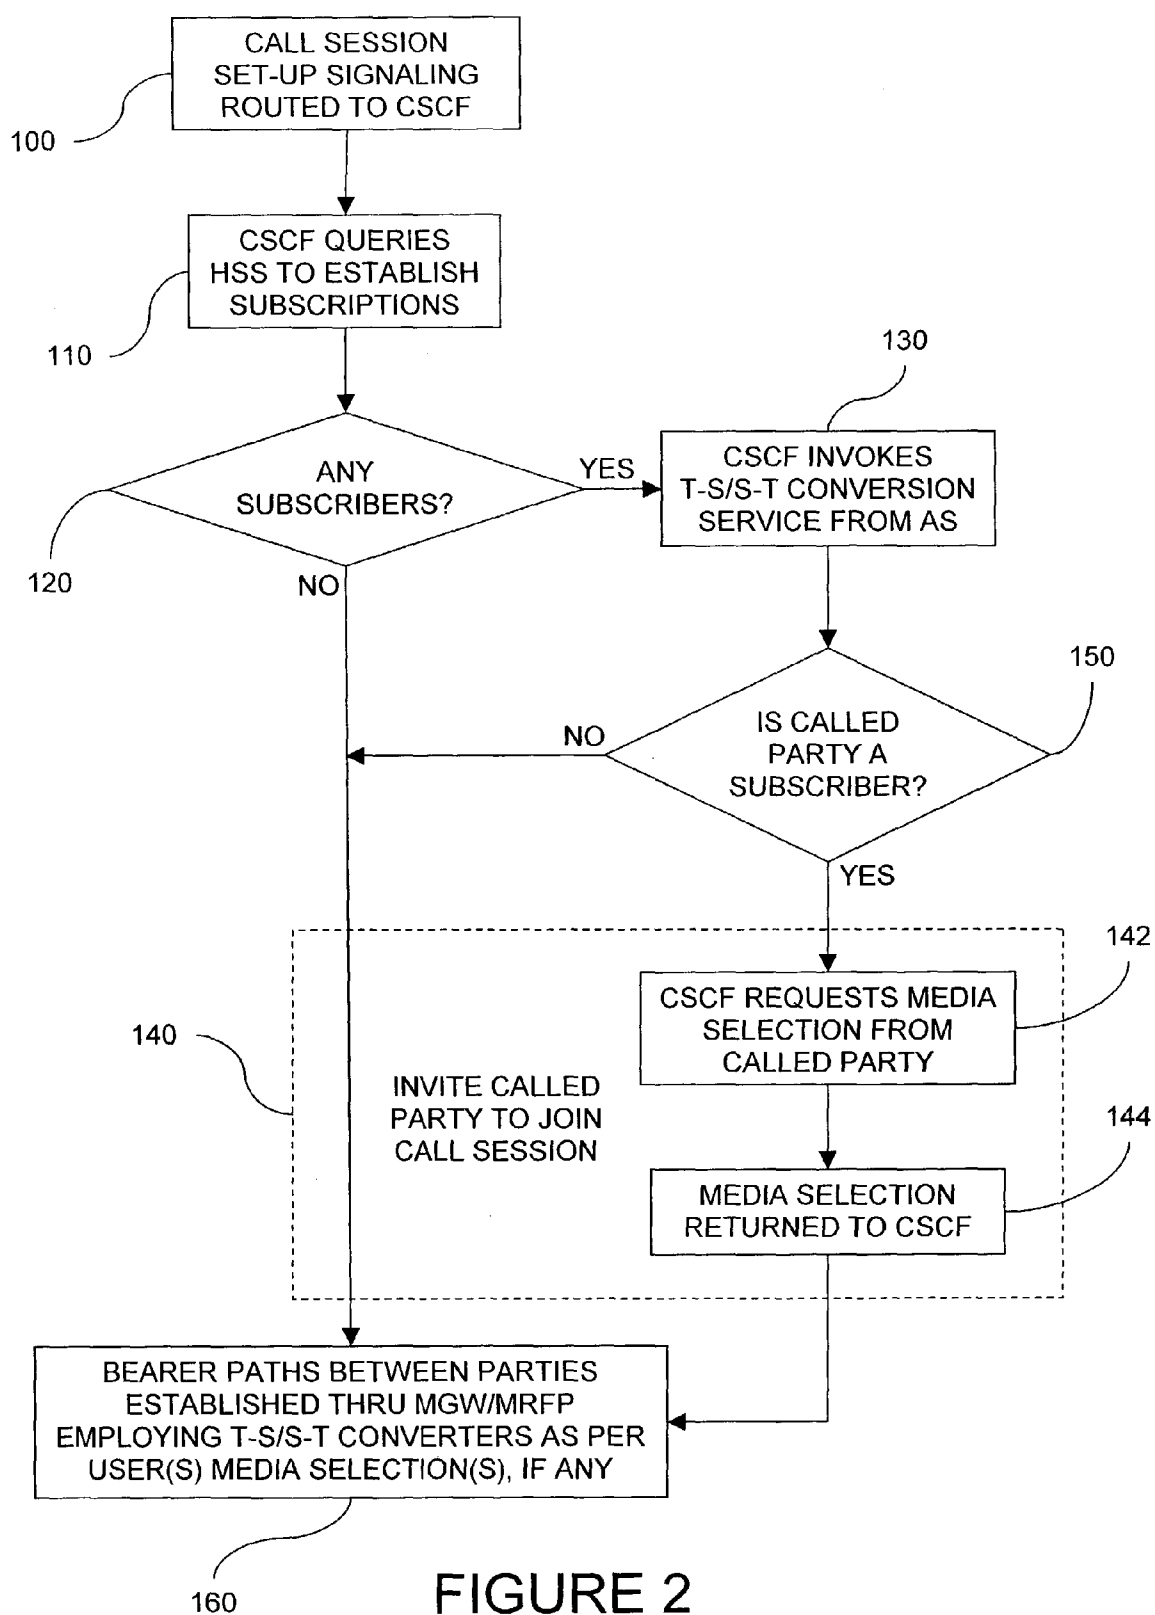 CALL SESSION
SET-UP SIGNALING
ROUTED TO CSCF
100
CSCF QUERIES
HSS TO ESTABLISH
SUBSCRIPTIONS
110
130
ANY
SUBSCRIBERS?
YES
CSCF INVOKES
T-S/S-T CONVERSION
SERVICE FROM AS
120
NO
150
IS CALLED
PARTY A
SUBSCRIBER?
NO
YES
142
CSCF REQUESTS MEDIA
SELECTION FROM
CALLED PARTY
140
INVITE CALLED
PARTY TO JOIN
CALL SESSION
144
MEDIA SELECTION
RETURNED TO CSCF
BEARER PATHS BETWEEN PARTIES
ESTABLISHED THRU MGW/MRFP
EMPLOYING T-S/S-T CONVERTERS AS PER
USER(S) MEDIA SELECTION(S), IF ANY
160
FIGURE 2